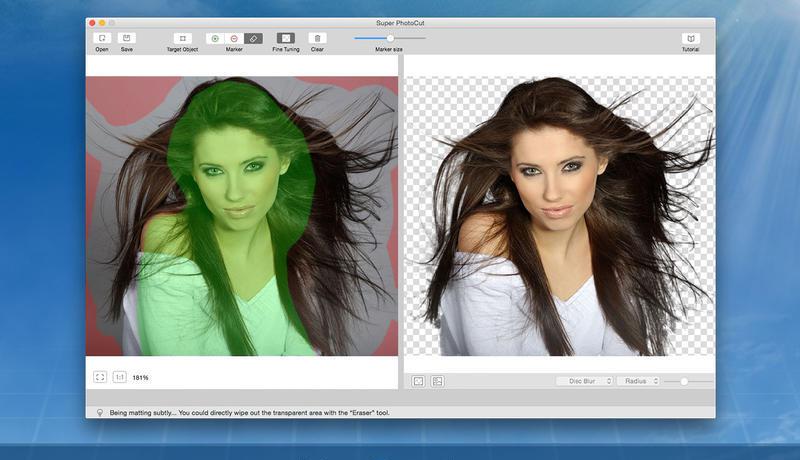 Super PhotoCut
Open Save Target Object Marker Fine Tuning Clear Marker size Tutorial
1:1 181%
Disc Blur Radius
Being matting subtly... You could directly wipe out the transparent area with the “Eraser” tool.